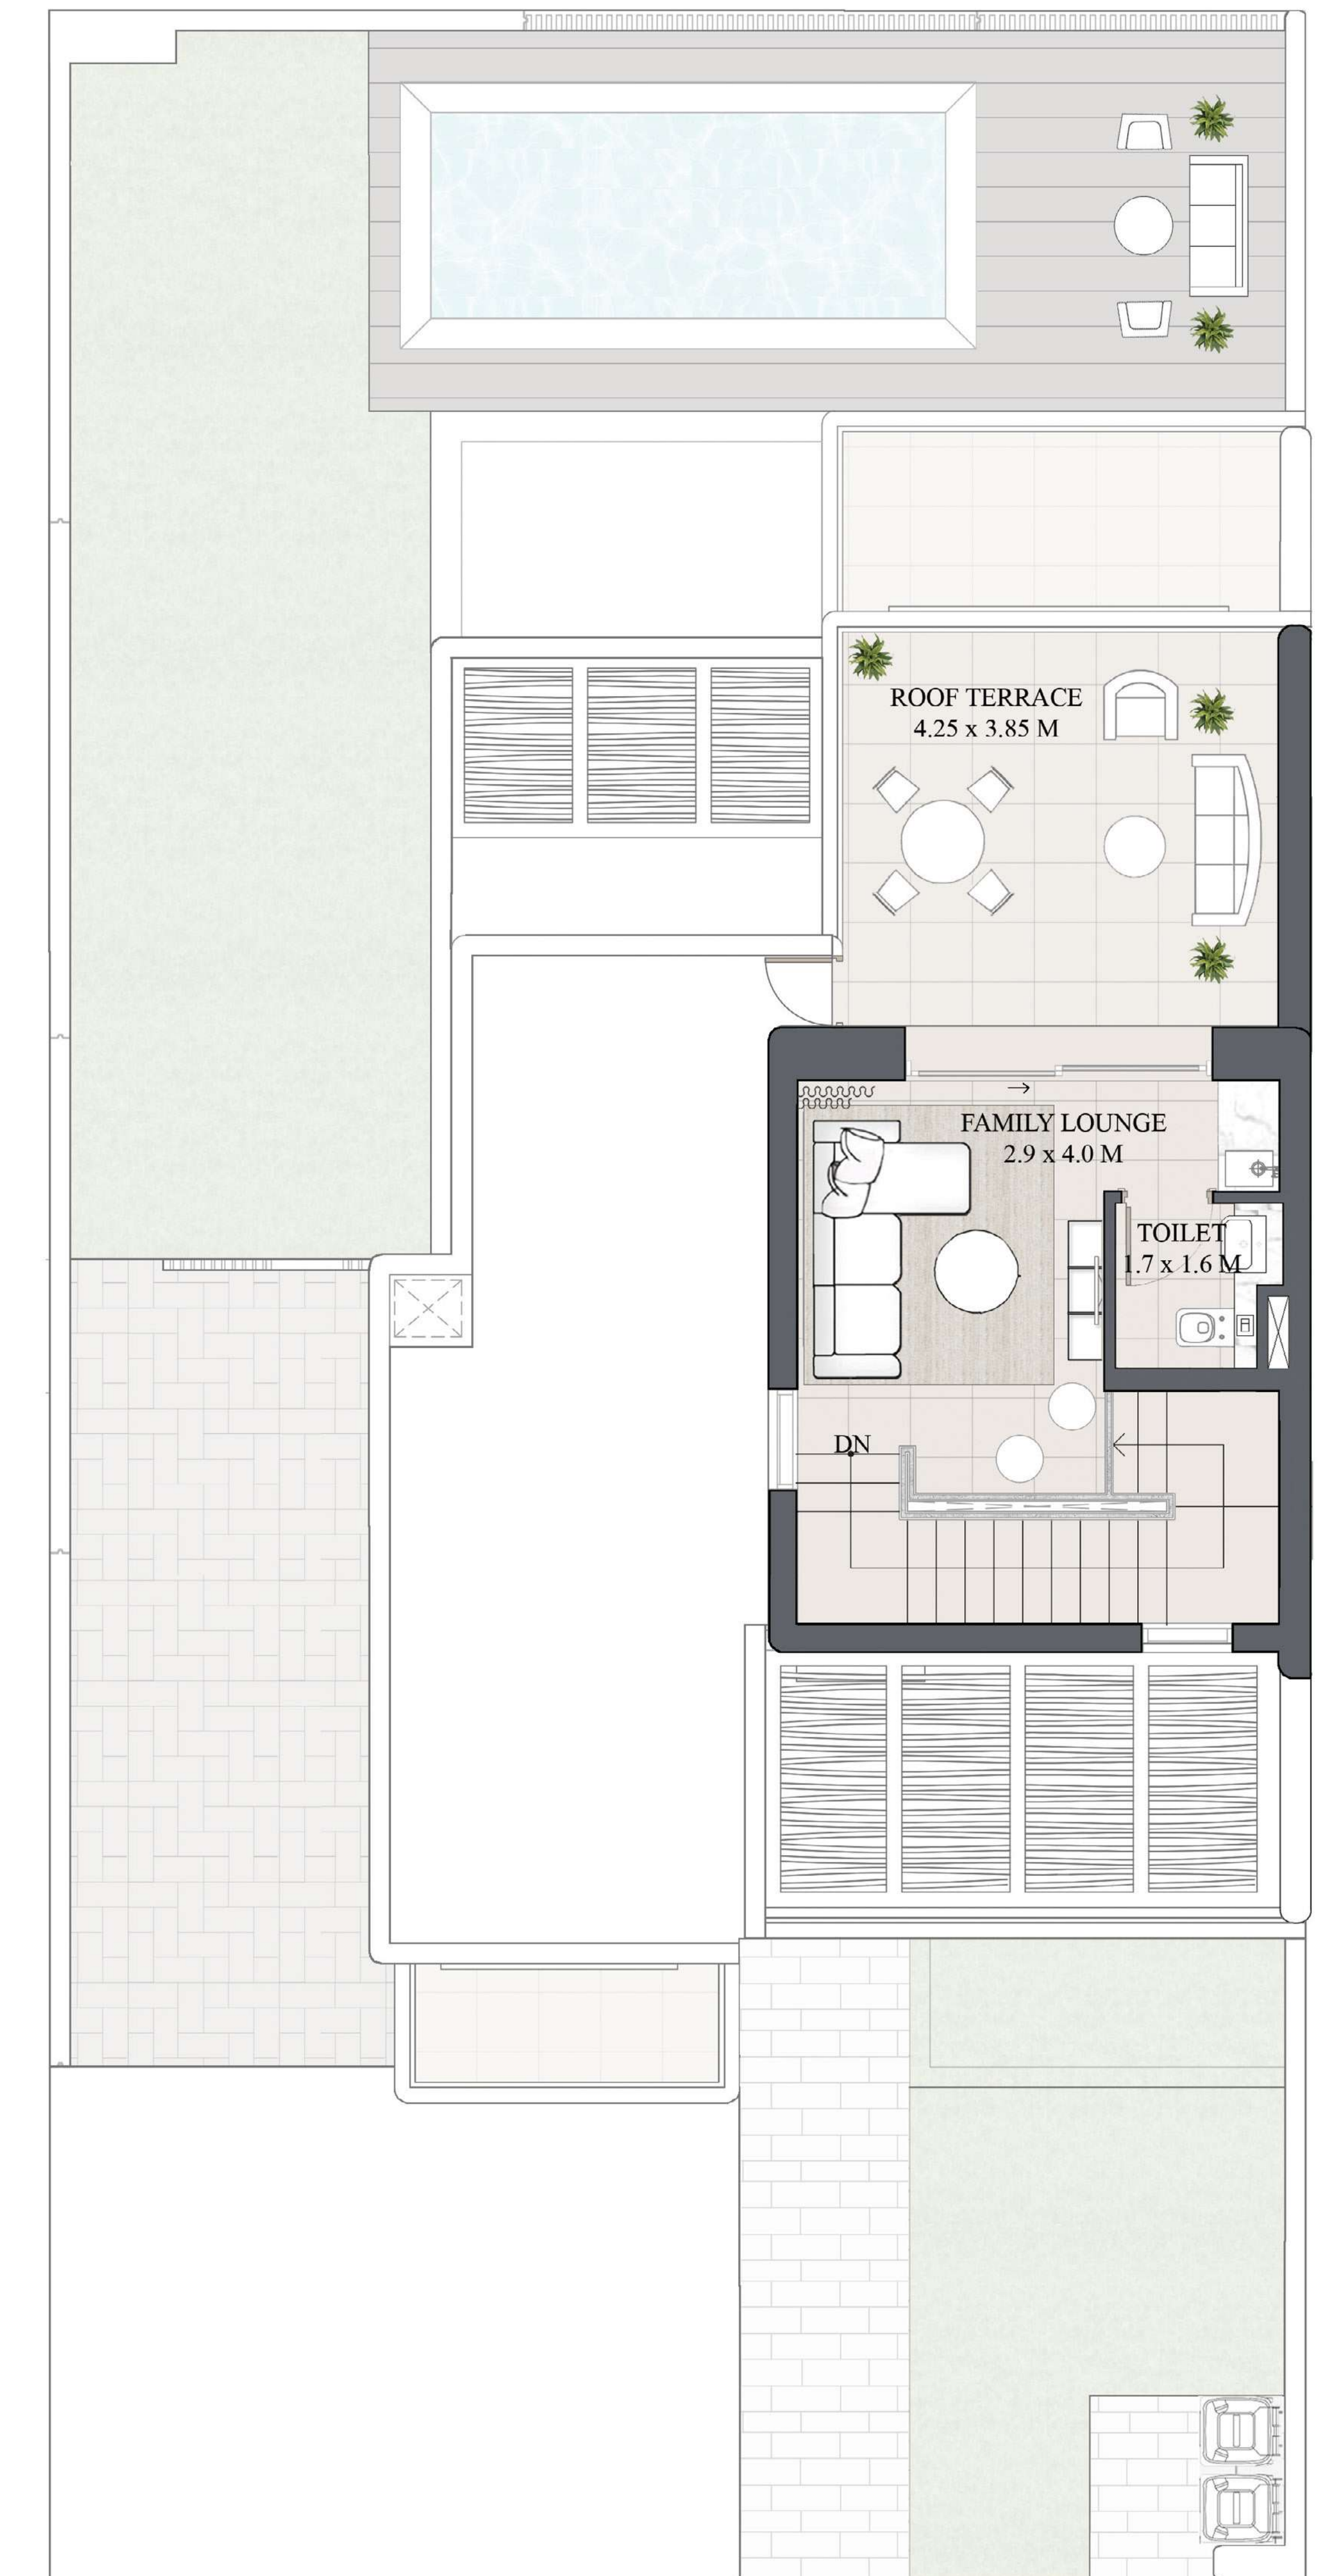 ROOF TERRACE
4.25 x 3.85 M
FAMILY LOUNGE
2.9 x 4.0 M
TOILET
1.7 x 1.6 M
DN